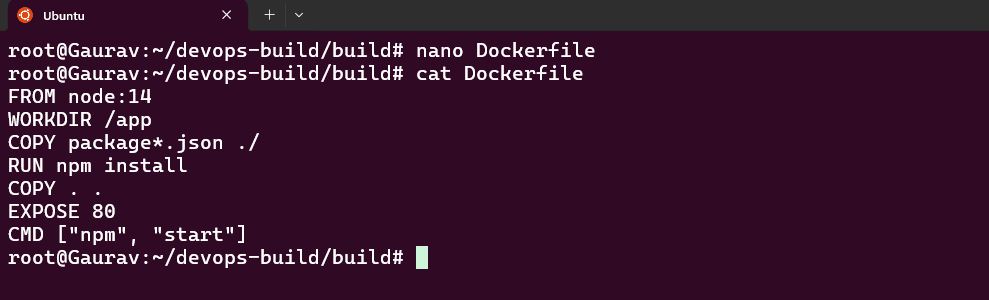 Ubuntu
root@Gaurav:~/devops-build/build# nano Dockerfile
root@Gaurav:~/devops-build/build# cat Dockerfile
FROM node:14
WORKDIR /app
COPY package*.json ./
RUN npm install
COPY . .
EXPOSE 80
CMD ["npm", "start"]
root@Gaurav:~/devops-build/build#